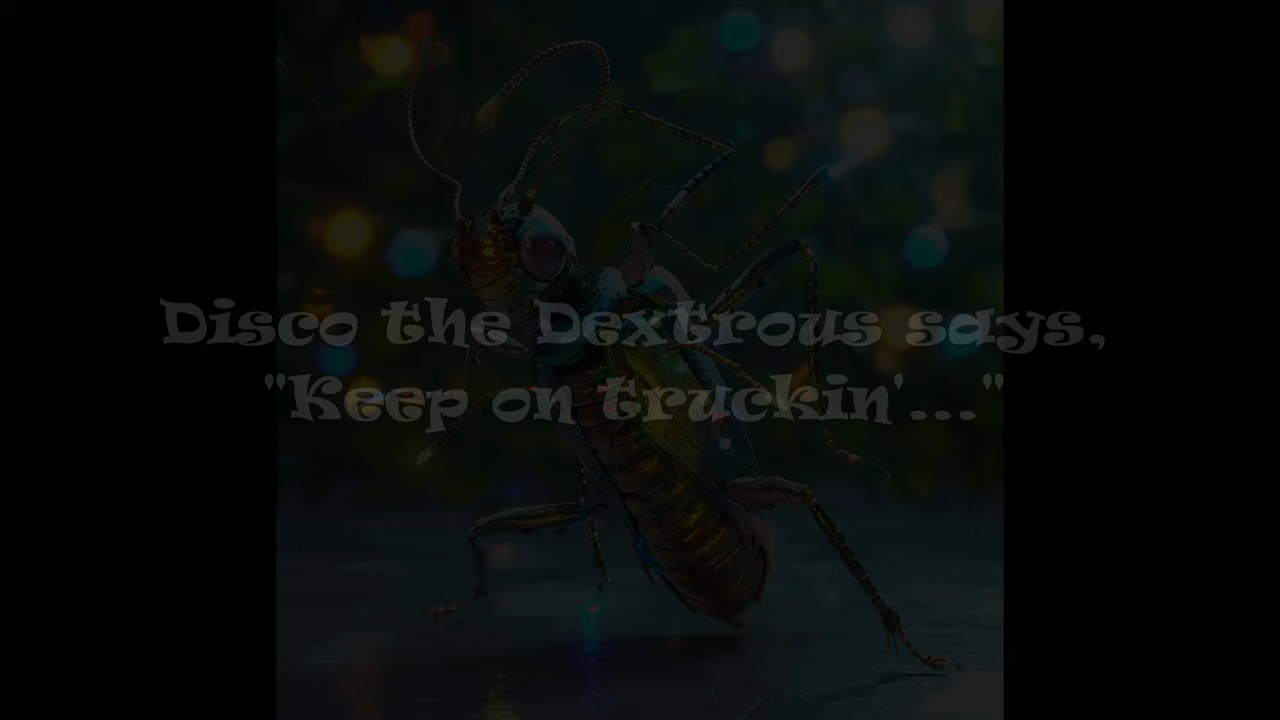 Disco the Dextrous says,
"Keep on truckin'..."